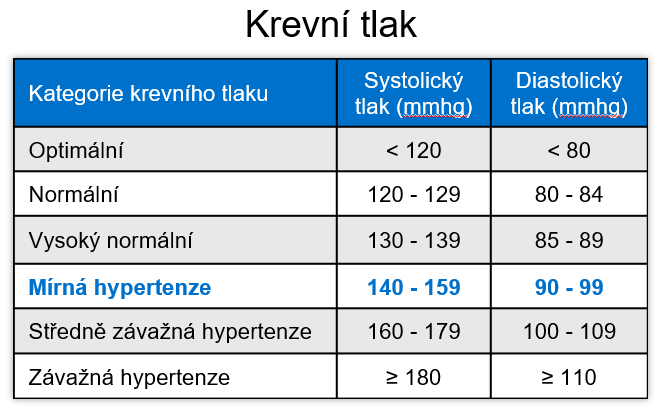 Krevní tlak
Kategorie krevního tlaku
Systolický
tlak (mmhg)
Diastolický
tlak (mmhg)
Optimální < 120 < 80
Normální 120 - 129 80 - 84
Vysoký normální 130 - 139 85 - 89
Mírná hypertenze 140 - 159 90 - 99
Středně závažná hypertenze 160 - 179 100 - 109
Závažná hypertenze ≥ 180 ≥ 110